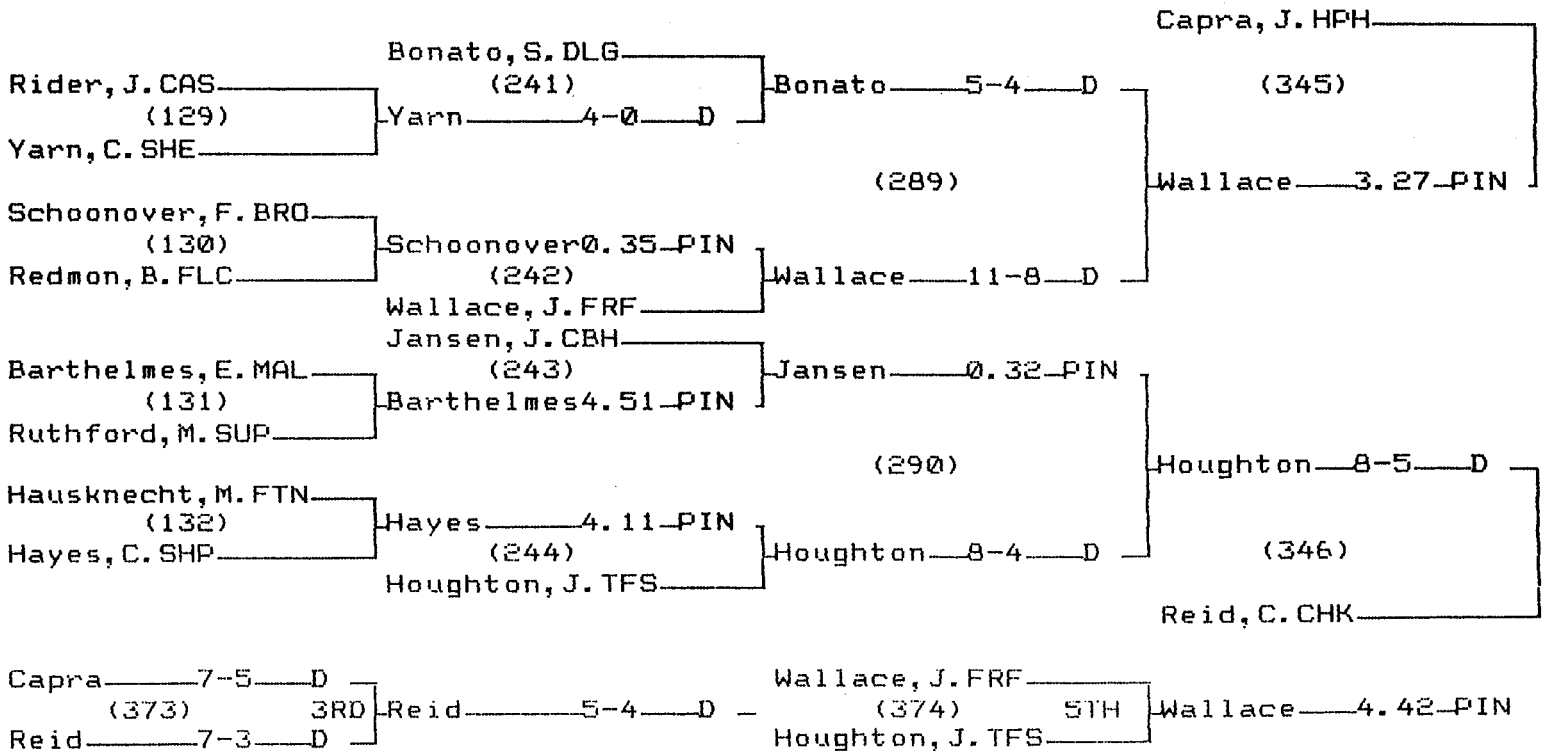 Capra, J. HPH
Bonato, S. DLG
Rider, J. CAS (241) Bonato 5-4 D (345)
(129) Yarn 4-0 D
Yarn, C. SHE
(289) Wallace 3.27 PIN
Schoonover, F. BRO
(130) Schoonover 0.35 PIN
Redmon, B. FLC (242) Wallace 11-8 D
Wallace, J. FRF
Jansen, J. CBH
Barthelmes, E. MAL (243) Jansen 0.32 PIN
(131) Barthelmes 4.51 PIN
Ruthford, M. SUP
(290) Houghton 8-5 D
Hausknecht, M. FTN
(132) Hayes 4.11 PIN
Hayes, C. SHP (244) Houghton 8-4 D (346)
Houghton, J. TFS
Reid, C. CHK
Capra 7-5 D Wallace, J. FRF
(373) 3RD Reid 5-4 D (374) 5TH Wallace 4.42 PIN
Reid 7-3 D Houghton, J. TFS